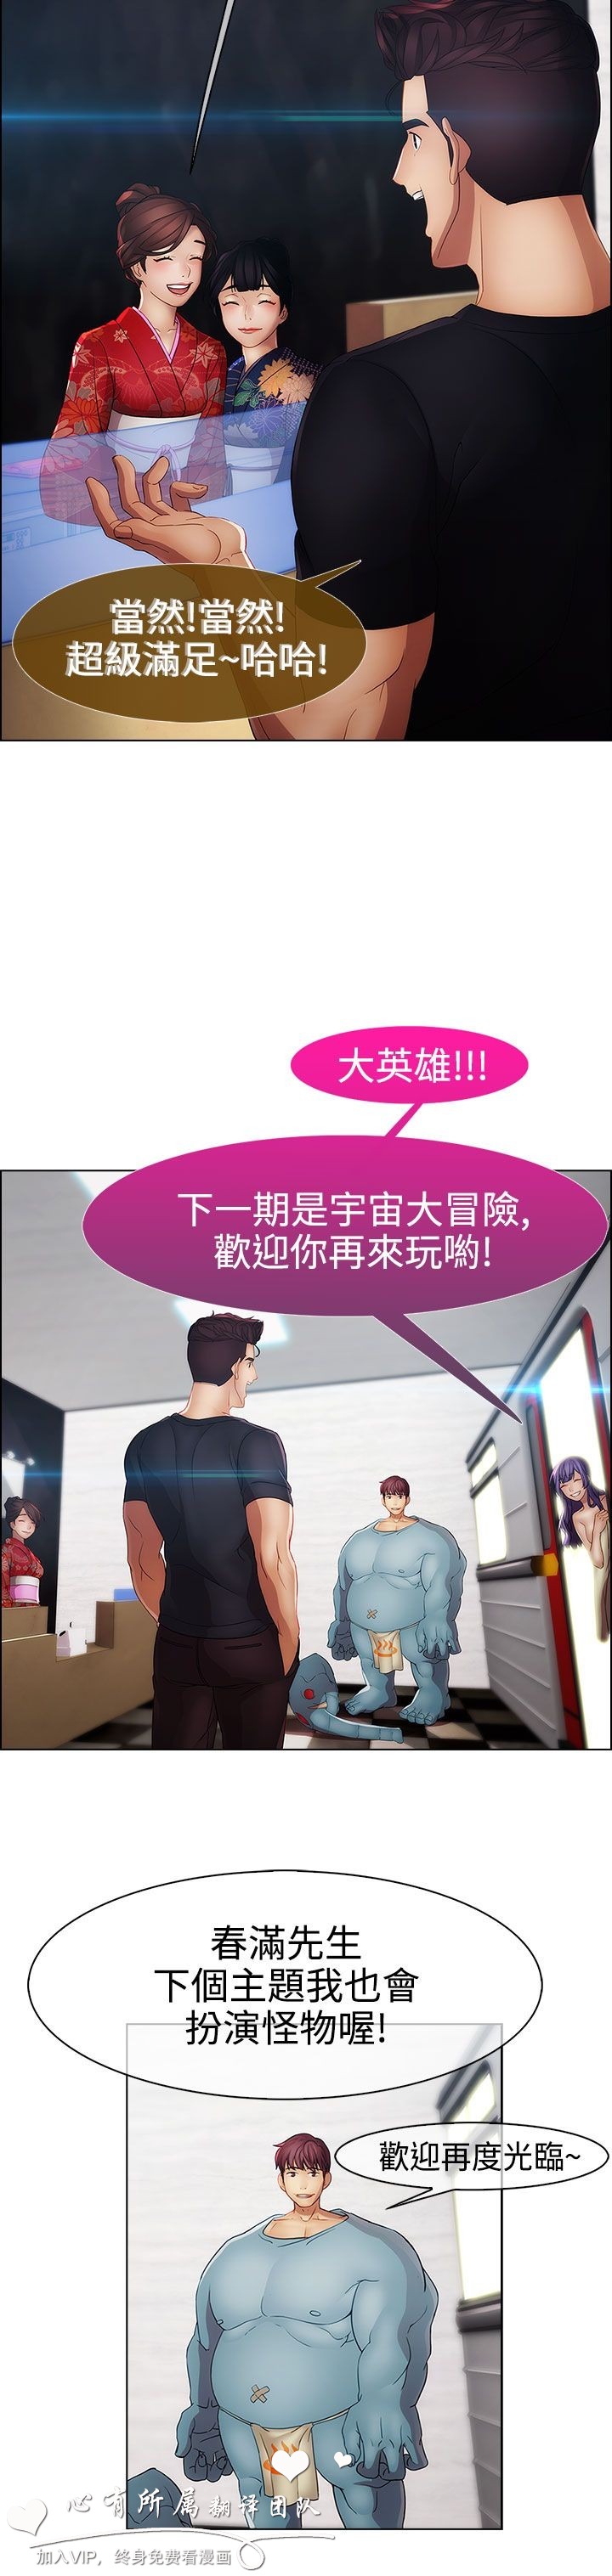 當然!當然!
超級滿足~哈哈!
大英雄!!!
下一期是宇宙大冒險,
歡迎你再來玩喲!
春滿先生
下個主題我也會
扮演怪物喔!
歡迎再度光臨~
心有所属翻译团队
加入VIP，终身免费看漫画